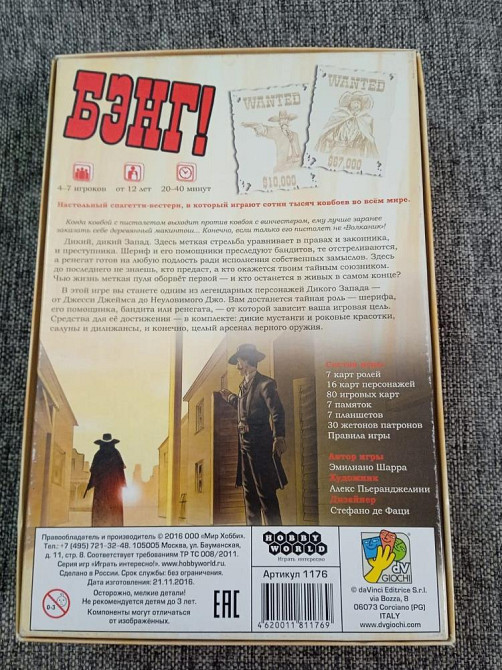 БЭНГ!
WANTED
$10,000
WANTED
$67,000
4-7 игроков
от 12 лет
20-40 минут
Настольный спагетти-вестерн, в который играют сотни тысяч ковбоев во всём мире.
Когда ковбой с пистолетом выходит против ковбоя с винчестером, ему лучше заранее
заказать себе деревянный макинтош... Конечно, если только его пистолет не «Волканик»!
Дикий, дикий Запад. Здесь меткая стрельба уравнивает в правах и законника,
и преступника. Шериф и его помощники преследуют бандитов, те отстреливаются,
а ренегат готов на любую подлость ради исполнения собственных замыслов. Здесь
до последнего не знаешь, кто предаст, а кто окажется твоим тайным союзником.
Чью жизнь меткая пуля оборвёт первой — и кто останется в живых в самом конце?
В этой игре вы станете одним из легендарных персонажей Дикого Запада —
от Джесси Джеймса до Неуловимого Джо. Вам достанется тайная роль — шерифа,
его помощника, бандита или ренегата, — от которой зависит ваша игровая цель.
Средства для её достижения — в комплекте: дикие мустанги и роковые красотки,
салуны и дилижансы, и конечно, целый арсенал верного оружия.
7 карт ролей
16 карт персонажей
80 игровых карт
7 памяток
7 планшетов
30 жетонов патронов
Правила игры
Автор игры
Эмилиано Шарра
Художник
Алекс Пьеранджелини
Дизайнер
Стефано де Фаци
Правообладатель и производитель © 2016 ООО «Мир Хобби».
Тел.: +7 (495) 721-32-48. 105005 Москва, ул. Бауманская,
д. 11, стр. 8. Соответствует требованиям ТР ТС 008/2011.
Серия игр «Играть интересно!». hobbyworld.ru.
Сделано в России. Срок службы: без ограничения.
Дата изготовления: 21.11.2016.
0-3
Осторожно, мелкие детали!
Не рекомендуется детям до 3 лет.
Компоненты могут отличаться
от изображённых.
EAC
HOBBY
WORLD
Играть интересно!
Артикул 1176
4620011811769
dV
GIOCHI
© daVinci Editrice S.r.l.
via Bozza, 8
06073 Corciano (PG)
ITALY
www.dvgiochi.com